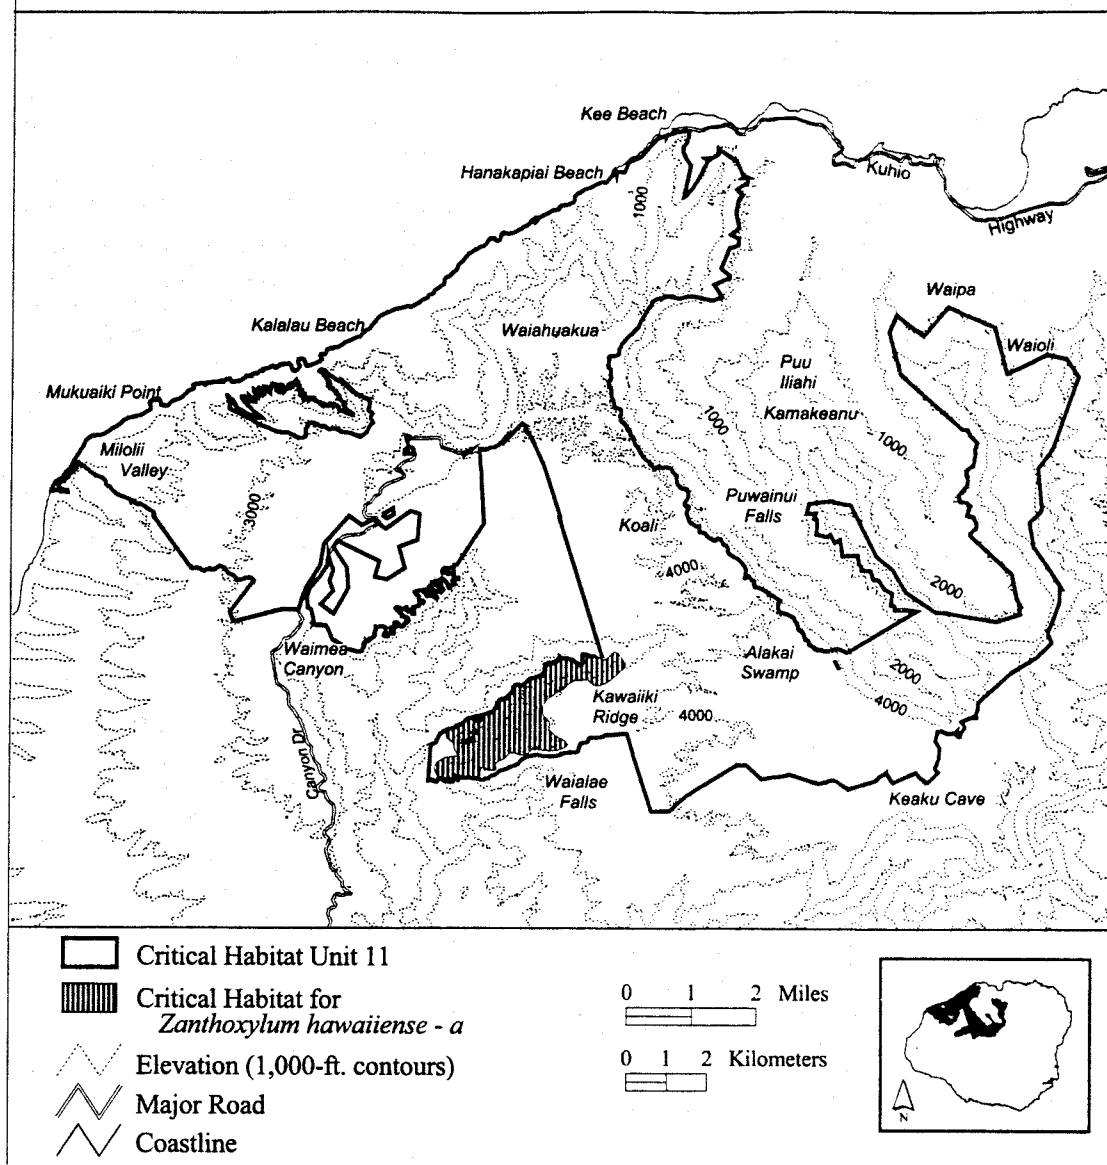 Kee Beach
Hanakapiai Beach
Kuhio
Highway
1000
Waipa
Kalalau Beach
Waiahuakua
Waioli
Puu
Iliahi
Mukuaiki Point
Kamakeanu
1000
1000
Milolii
Valley
Puwainui
Falls
3000
Koali
4000
2000
Waimea
Canyon
Alakai
Swamp
2000
Kawaiiki
Ridge
4000
4000
Canyon Dr
Waialae
Falls
Keaku Cave
Critical Habitat Unit 11
Critical Habitat for
Zanthoxylum hawaiiense - a
Elevation (1,000-ft. contours)
Major Road
Coastline
0 1 2 Miles
0 1 2 Kilometers
N